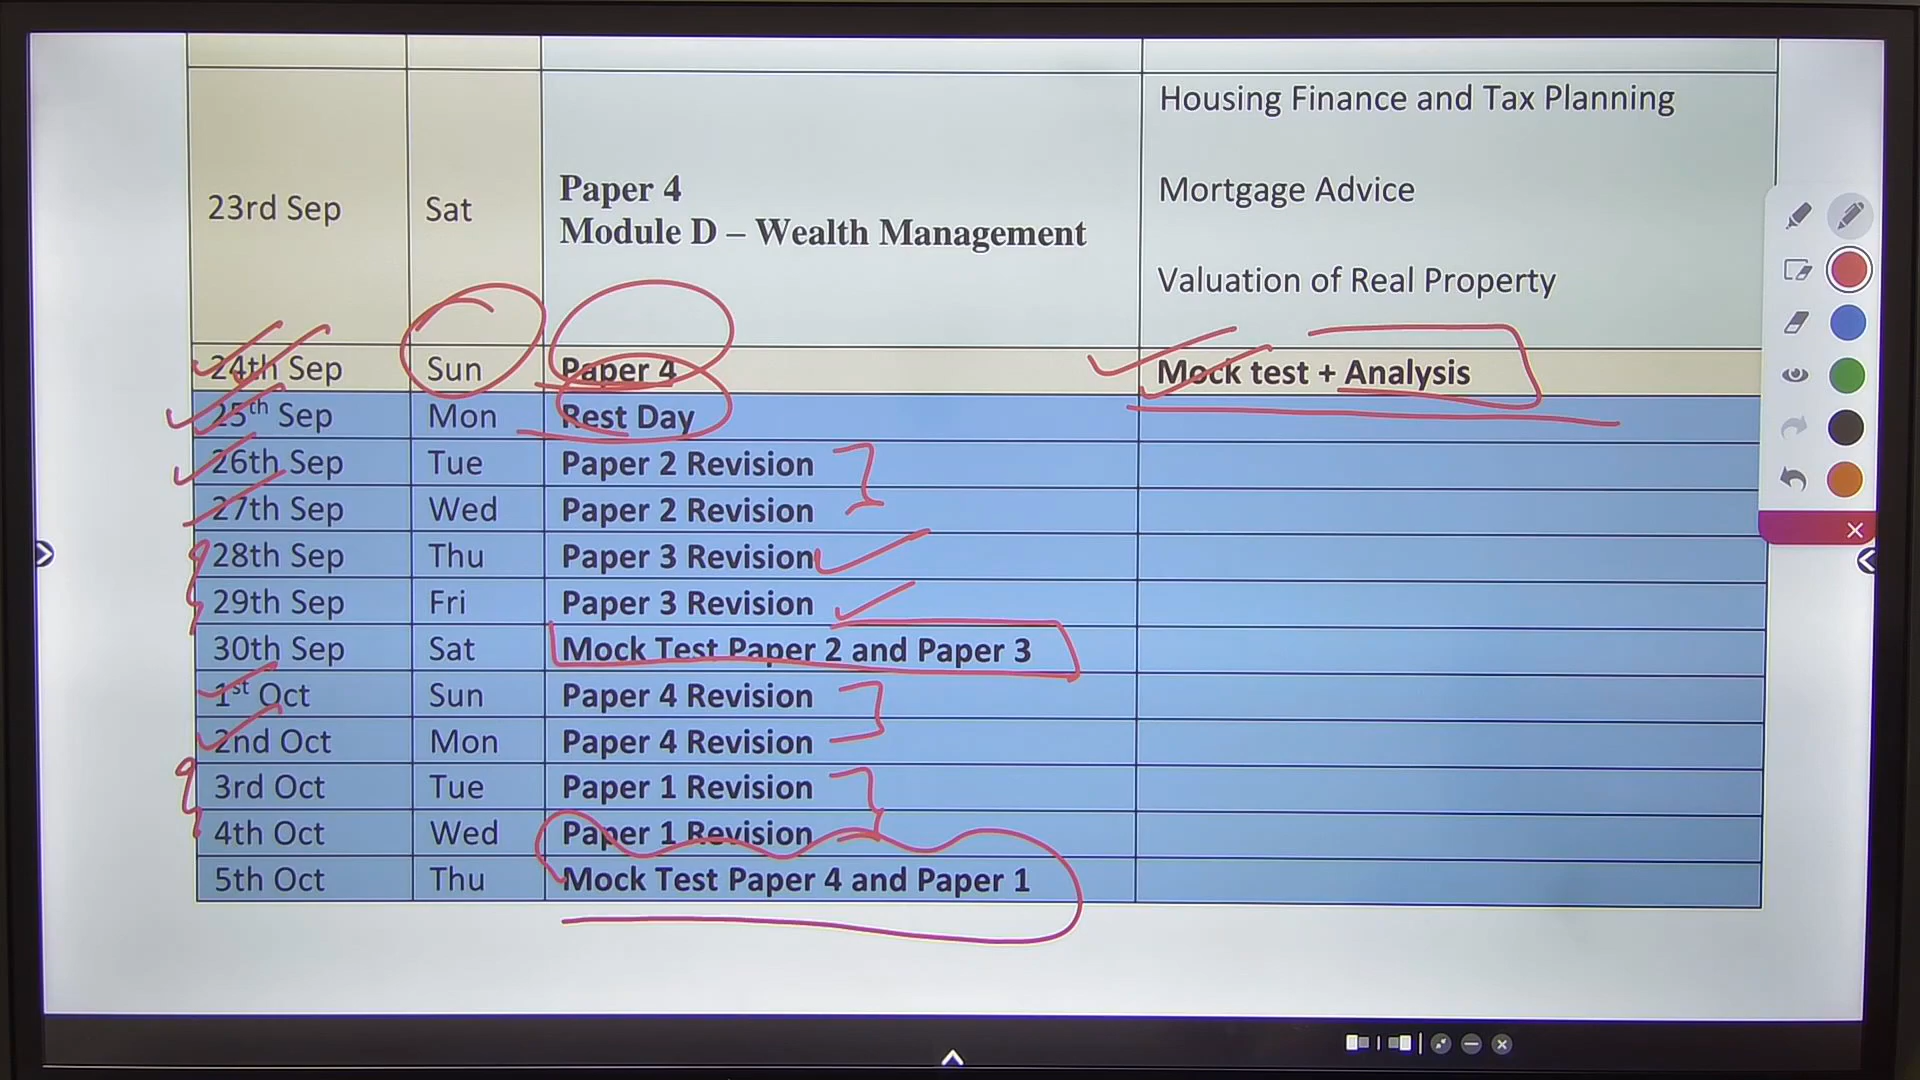 Housing Finance and Tax Planning
Mortgage Advice
23rd Sep Sat Paper 4
Module D – Wealth Management
Valuation of Real Property
24th Sep Sun Paper 4 Mock test + Analysis
25th Sep Mon Rest Day
26th Sep Tue Paper 2 Revision
27th Sep Wed Paper 2 Revision
28th Sep Thu Paper 3 Revision
29th Sep Fri Paper 3 Revision
30th Sep Sat Mock Test Paper 2 and Paper 3
1st Oct Sun Paper 4 Revision
2nd Oct Mon Paper 4 Revision
3rd Oct Tue Paper 1 Revision
4th Oct Wed Paper 1 Revision
5th Oct Thu Mock Test Paper 4 and Paper 1